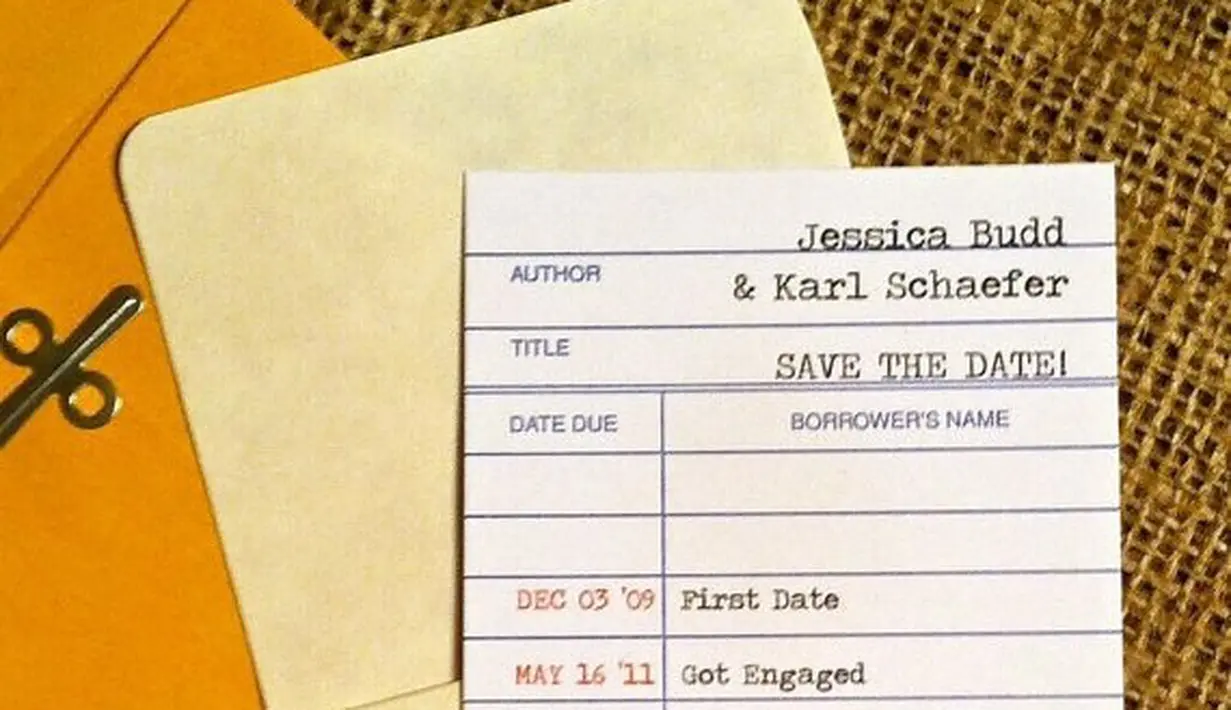 Jessica Budd
AUTHOR & Karl Schaefer
TITLE SAVE THE DATE!
DATE DUE BORROWER'S NAME
DEC 03 '09 First Date
MAY 16 '11 Got Engaged